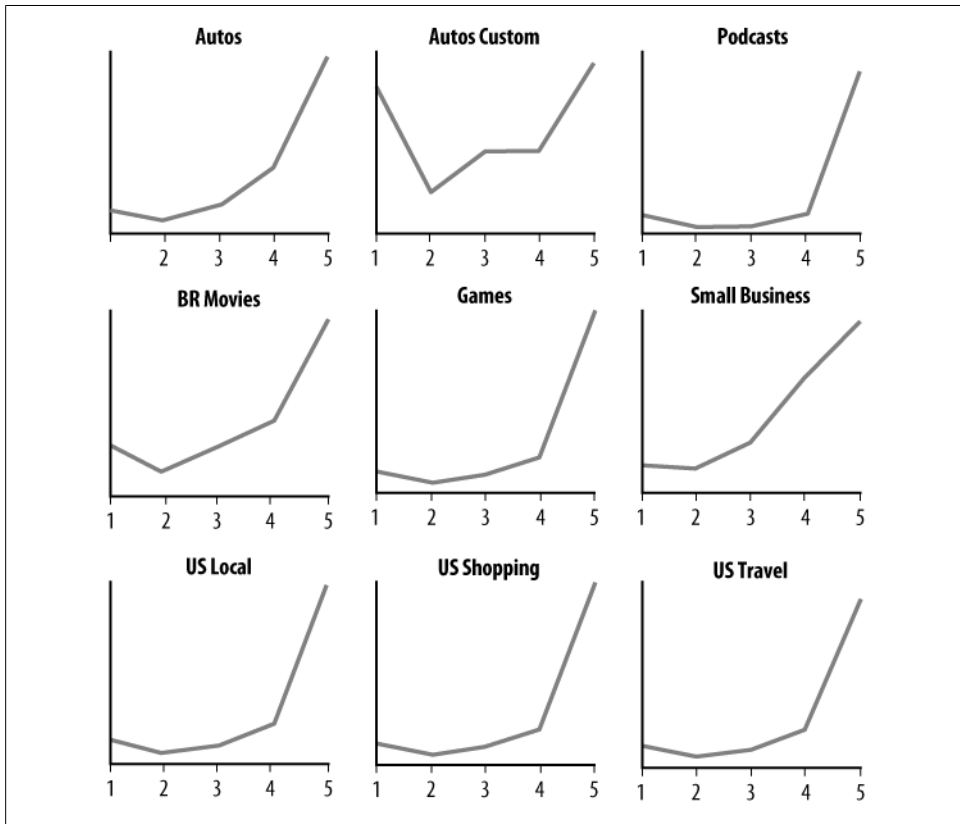 Autos Autos Custom Podcasts
1 2 3 4 5 1 2 3 4 5 1 2 3 4 5
BR Movies Games Small Business
1 2 3 4 5 1 2 3 4 5 1 2 3 4 5
US Local US Shopping US Travel
1 2 3 4 5 1 2 3 4 5 1 2 3 4 5